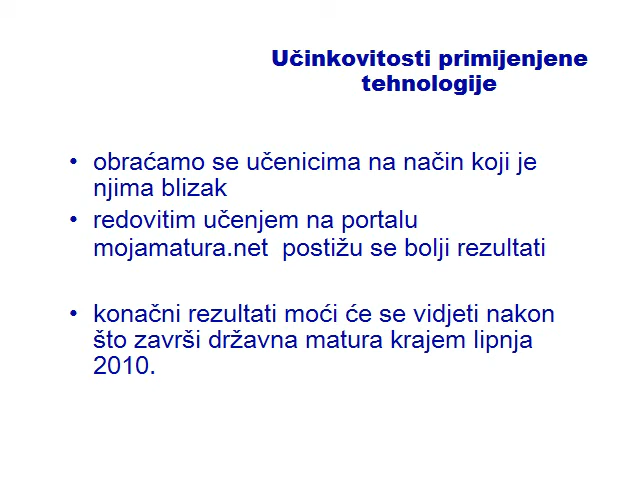 Učinkovitosti primijenjene
tehnologije
• obraćamo se učenicima na način koji je
njima blizak
• redovitim učenjem na portalu
mojamatura.net  postižu se bolji rezultati
• konačni rezultati moći će se vidjeti nakon
što završi državna matura krajem lipnja
2010.